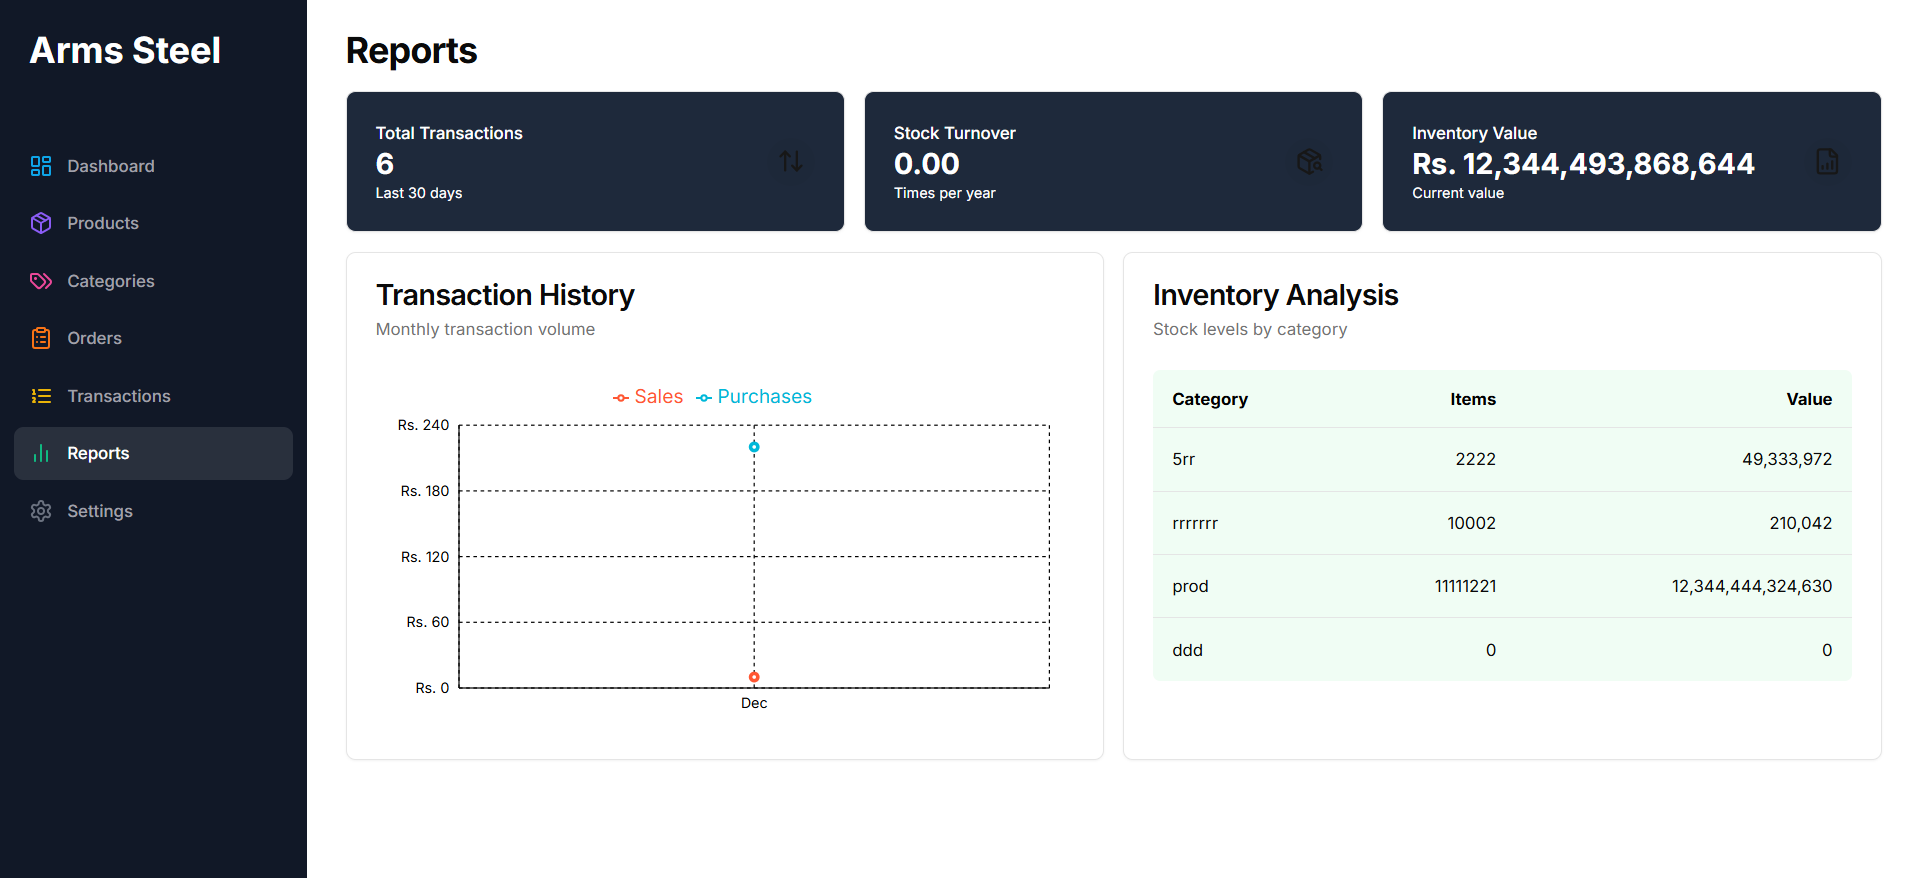 Arms Steel
Dashboard
Products
Categories
Orders
Transactions
Reports
Settings
Reports
Total Transactions
6
Last 30 days
Stock Turnover
0.00
Times per year
Inventory Value
Rs. 12,344,493,868,644
Current value
Transaction History
Monthly transaction volume
Sales Purchases
Rs. 240
Rs. 180
Rs. 120
Rs. 60
Rs. 0
Dec
Inventory Analysis
Stock levels by category
Category Items Value
5rr 2222 49,333,972
rrrrrrr 10002 210,042
prod 11111221 12,344,444,324,630
ddd 0 0